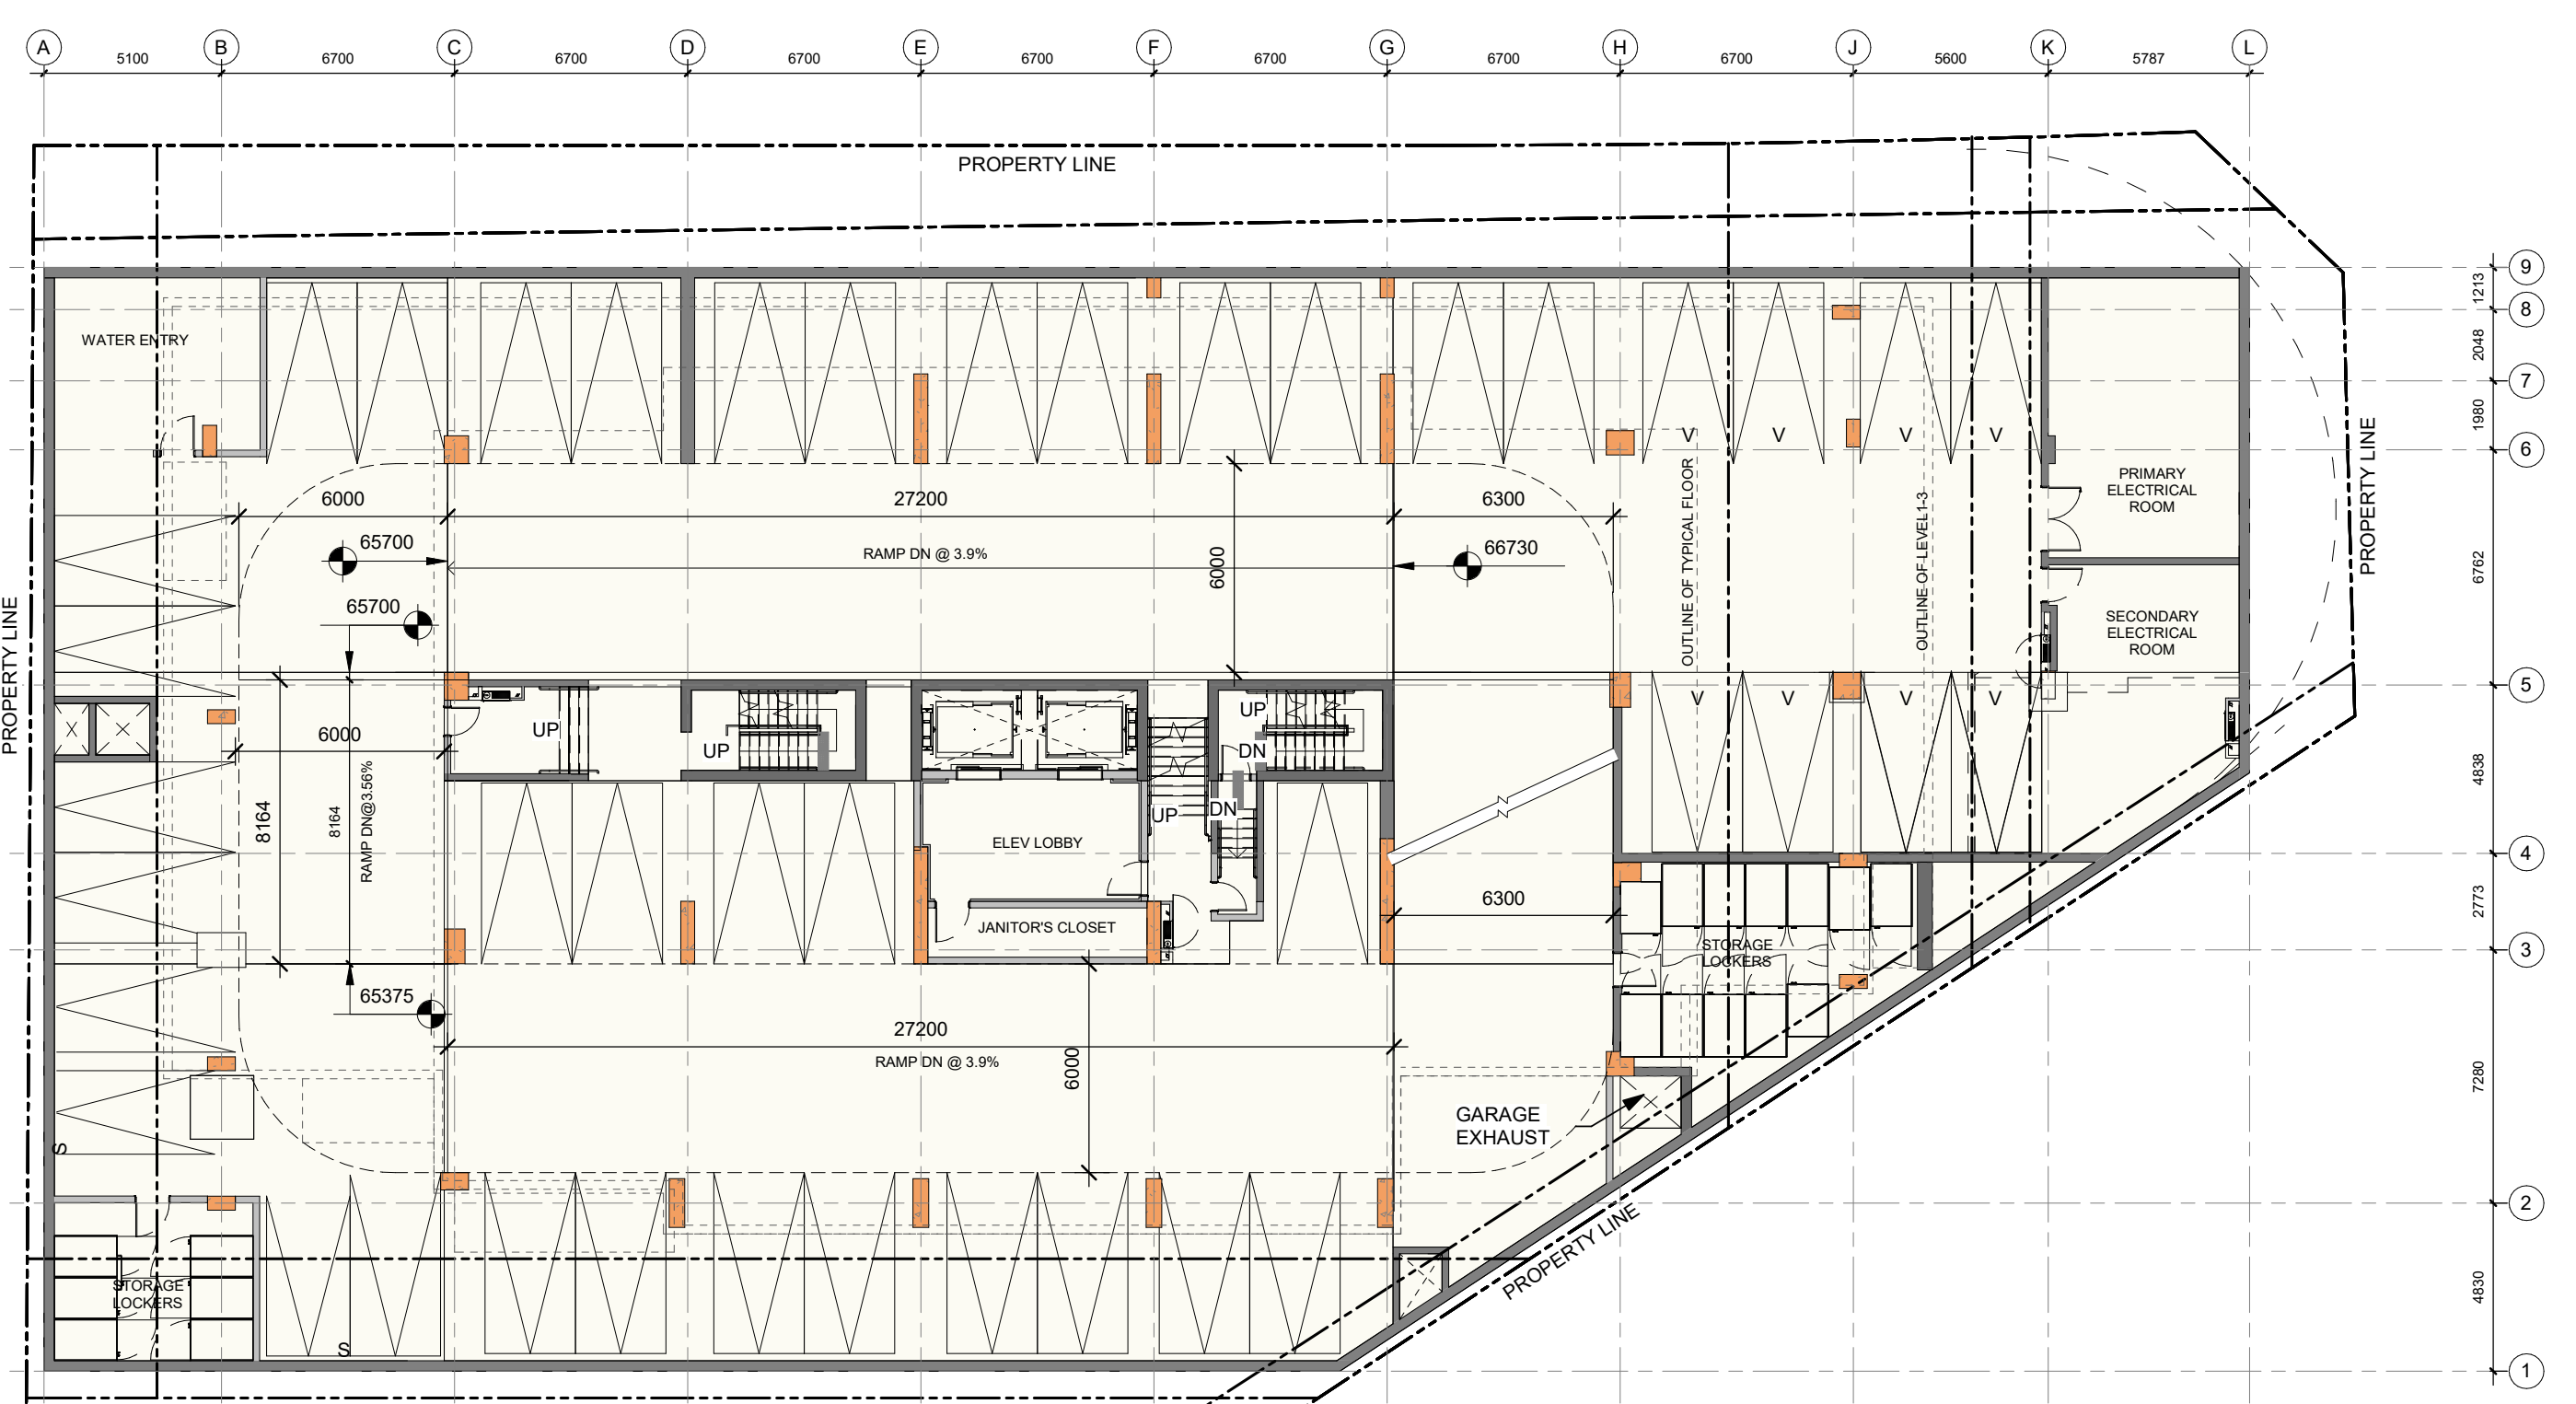 A B C D E F G H J K L
5100 6700 6700 6700 6700 6700 6700 6700 5600 5787
PROPERTY LINE
9
1213
8
2048
7
1980
6
6762
5
4838
4
2773
3
7280
2
4830
1
WATER ENTRY
V V V V
PROPERTY LINE
PRIMARY
ELECTRICAL
ROOM
OUTLINE OF TYPICAL FLOOR
OUTLINE OF LEVEL1-3
6000
27200
6300
65700
RAMP DN @ 3.9%
6000
66730
65700
SECONDARY
ELECTRICAL
ROOM
PROPERTY LINE
V V V V
UP
UP
UP
DN
6000
8164
8164
RAMP DN@3.56%
UP
DN
ELEV LOBBY
6300
JANITOR'S CLOSET
STORAGE
LOCKERS
65375
27200
RAMP DN @ 3.9%
6000
GARAGE
EXHAUST
S
PROPERTY LINE
STORAGE
LOCKERS
S